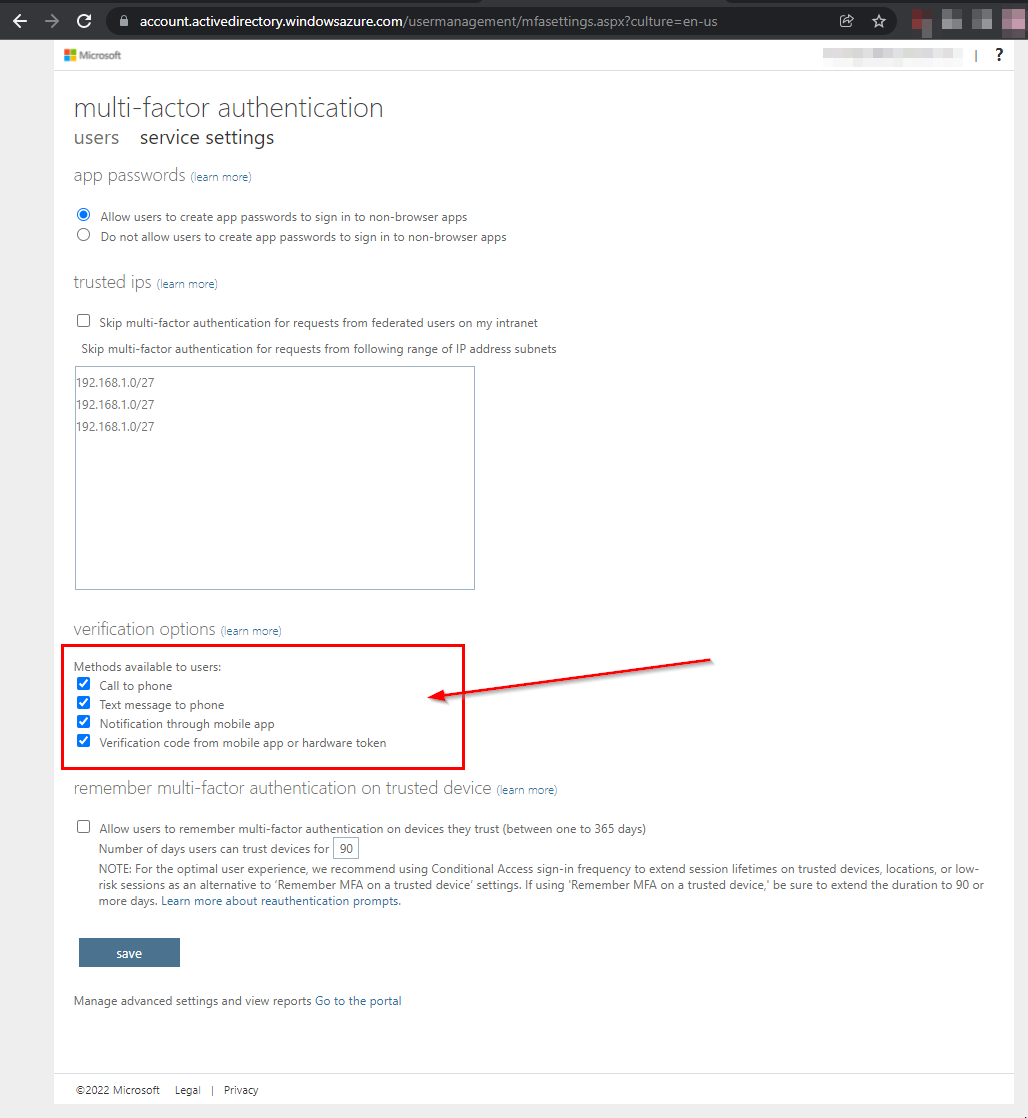 account.activedirectory.windowsazure.com/usermanagement/mfasettings.aspx?culture=en-us
Microsoft | ?
multi-factor authentication
users service settings
app passwords (learn more)
Allow users to create app passwords to sign in to non-browser apps
Do not allow users to create app passwords to sign in to non-browser apps
trusted ips (learn more)
Skip multi-factor authentication for requests from federated users on my intranet
Skip multi-factor authentication for requests from following range of IP address subnets
192.168.1.0/27
192.168.1.0/27
192.168.1.0/27
verification options (learn more)
Methods available to users:
Call to phone
Text message to phone
Notification through mobile app
Verification code from mobile app or hardware token
remember multi-factor authentication on trusted device (learn more)
Allow users to remember multi-factor authentication on devices they trust (between one to 365 days)
Number of days users can trust devices for 90
NOTE: For the optimal user experience, we recommend using Conditional Access sign-in frequency to extend session lifetimes on trusted devices, locations, or low-
risk sessions as an alternative to 'Remember MFA on a trusted device' settings. If using 'Remember MFA on a trusted device,' be sure to extend the duration to 90 or
more days. Learn more about reauthentication prompts.
save
Manage advanced settings and view reports Go to the portal
©2022 Microsoft Legal | Privacy